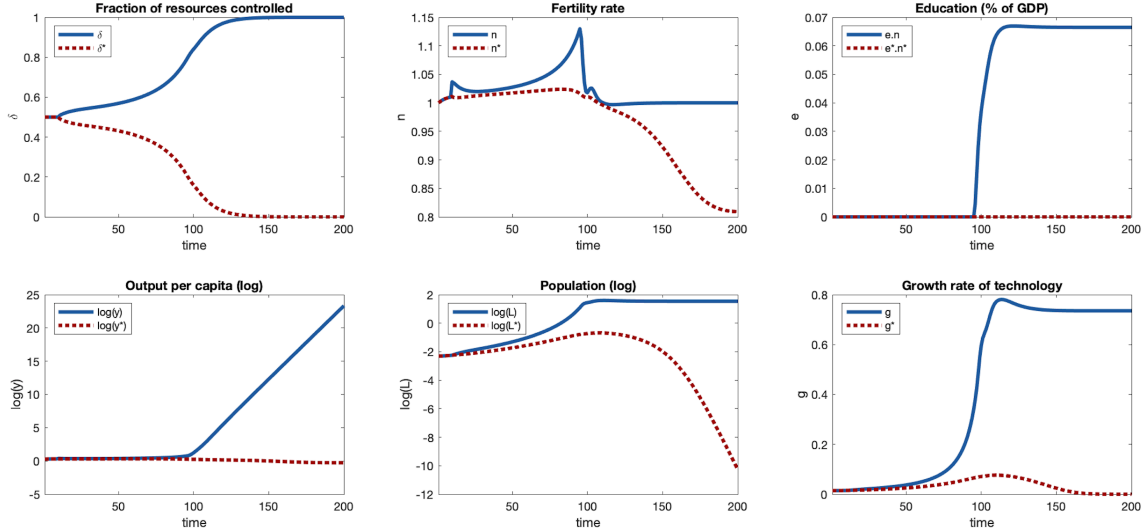 Fraction of resources controlled
δ
δ*
1
0.8
0.6
0.4
0.2
0
δ
50
100
150
200
time
Fertility rate
n
n*
1.15
1.1
1.05
1
0.95
0.9
0.85
0.8
n
50
100
150
200
time
Education (% of GDP)
e.n
e*.n*
0.07
0.06
0.05
0.04
0.03
0.02
0.01
0
e
50
100
150
200
time
Output per capita (log)
log(y)
log(y*)
25
20
15
10
5
0
-5
log(y)
0
50
100
150
200
time
Population (log)
log(L)
log(L*)
2
0
-2
-4
-6
-8
-10
-12
log(L)
0
50
100
150
200
time
Growth rate of technology
g
g*
0.8
0.6
0.4
0.2
0
g
0
50
100
150
200
time